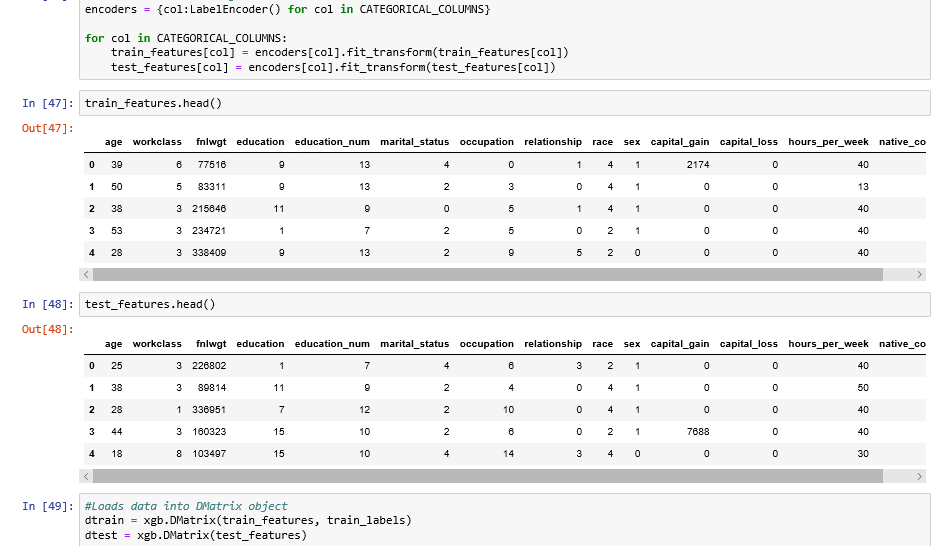 encoders = {col:LabelEncoder() for col in CATEGORICAL_COLUMNS}
for col in CATEGORICAL_COLUMNS:
    train_features[col] = encoders[col].fit_transform(train_features[col])
    test_features[col] = encoders[col].fit_transform(test_features[col])
In [47]: train_features.head()
Out[47]:
age workclass fnlwgt education education_num marital_status occupation relationship race sex capital_gain capital_loss hours_per_week native_co
0 39 6 77516 9 13 4 0 1 4 1 2174 0 40
1 50 5 83311 9 13 2 3 0 4 1 0 0 13
2 38 3 215646 11 9 0 5 1 4 1 0 0 40
3 53 3 234721 1 7 2 5 0 2 1 0 0 40
4 28 3 338409 9 13 2 9 5 2 0 0 0 40
In [48]: test_features.head()
Out[48]:
age workclass fnlwgt education education_num marital_status occupation relationship race sex capital_gain capital_loss hours_per_week native_co
0 25 3 226802 1 7 4 6 3 2 1 0 0 40
1 38 3 89814 11 9 2 4 0 4 1 0 0 50
2 28 1 336951 7 12 2 10 0 4 1 0 0 40
3 44 3 160323 15 10 2 6 0 2 1 7688 0 40
4 18 8 103497 15 10 4 14 3 4 0 0 0 30
In [49]: #Loads data into DMatrix object
dtrain = xgb.DMatrix(train_features, train_labels)
dtest = xgb.DMatrix(test_features)